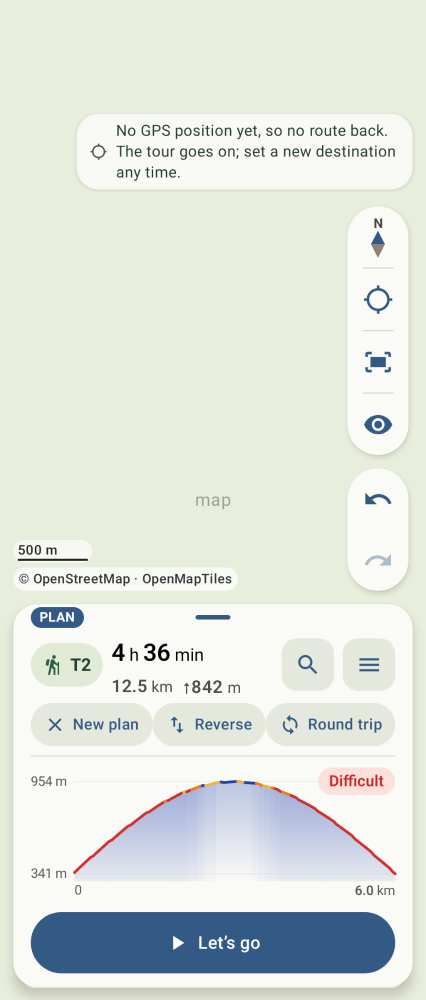 No GPS position yet, so no route back.
The tour goes on; set a new destination
any time.
N
map
500 m
© OpenStreetMap · OpenMapTiles
PLAN
T2
4 h 36 min
12.5 km ↑842 m
New plan
Reverse
Round trip
954 m
Difficult
341 m
0
6.0 km
Let’s go